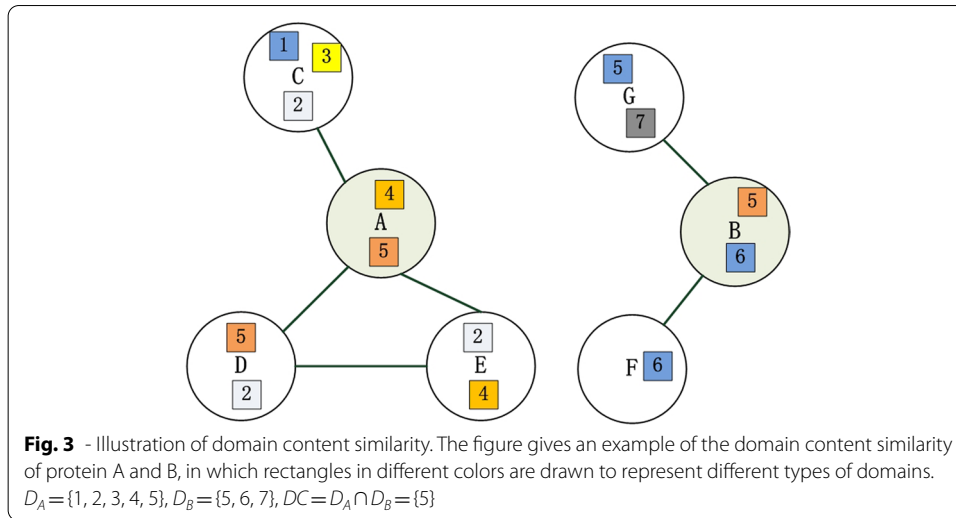 1
3
C
2
5
G
7
4
A
5
5
B
6
5
D
2
2
E
4
F 6
Fig. 3 - Illustration of domain content similarity. The figure gives an example of the domain content similarity
of protein A and B, in which rectangles in different colors are drawn to represent different types of domains.
D_A = {1, 2, 3, 4, 5}, D_B = {5, 6, 7}, DC = D_A ∩ D_B = {5}